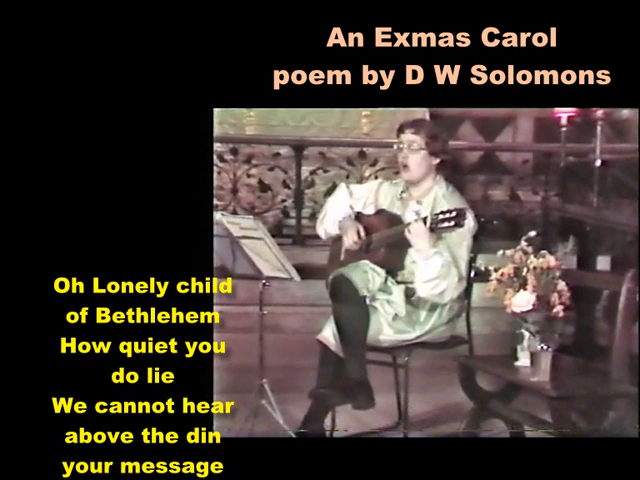 An Exmas Carol
poem by D W Solomons
Oh Lonely child
of Bethlehem
How quiet you
do lie
We cannot hear
above the din
your message